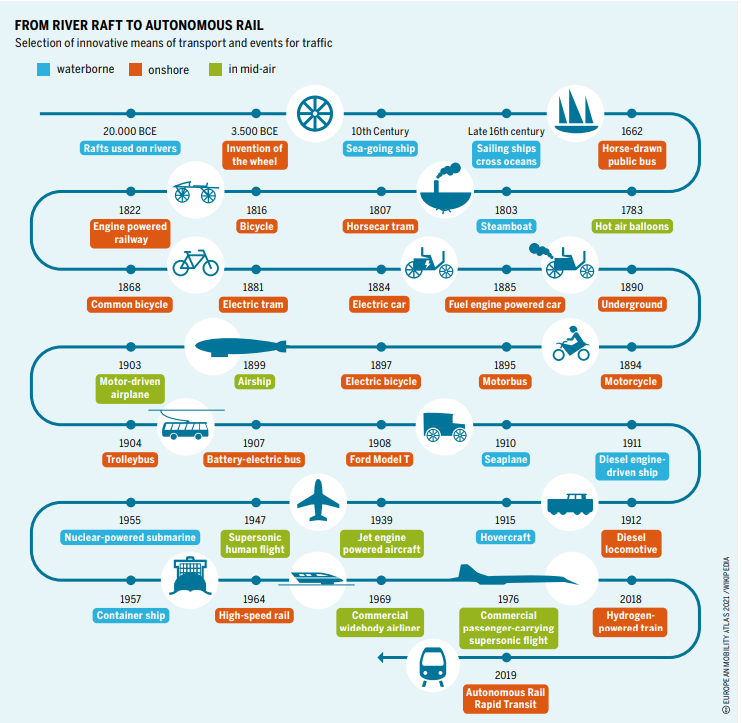 FROM RIVER RAFT TO AUTONOMOUS RAIL
Selection of innovative means of transport and events for traffic
waterborne
onshore
in mid-air
20.000 BCE
Rafts used on rivers
3.500 BCE
Invention of
the wheel
10th Century
Sea-going ship
Late 16th century
Sailing ships
cross oceans
1662
Horse-drawn
public bus
1822
Engine powered
railway
1816
Bicycle
1807
Horsecar tram
1803
Steamboat
1783
Hot air balloons
1868
Common bicycle
1881
Electric tram
1884
Electric car
1885
Fuel engine powered car
1890
Underground
1903
Motor-driven
airplane
1899
Airship
1897
Electric bicycle
1895
Motorbus
1894
Motorcycle
1904
Trolleybus
1907
Battery-electric bus
1908
Ford Model T
1910
Seaplane
1911
Diesel engine-
driven ship
1955
Nuclear-powered submarine
1947
Supersonic
human flight
1939
Jet engine
powered aircraft
1915
Hovercraft
1912
Diesel
locomotive
1957
Container ship
1964
High-speed rail
1969
Commercial
widebody airliner
1976
Commercial
passenger-carrying
supersonic flight
2018
Hydrogen-
powered train
2019
Autonomous Rail
Rapid Transit
EUROPEAN MOBILITY ATLAS 2021 / WIKIPEDIA